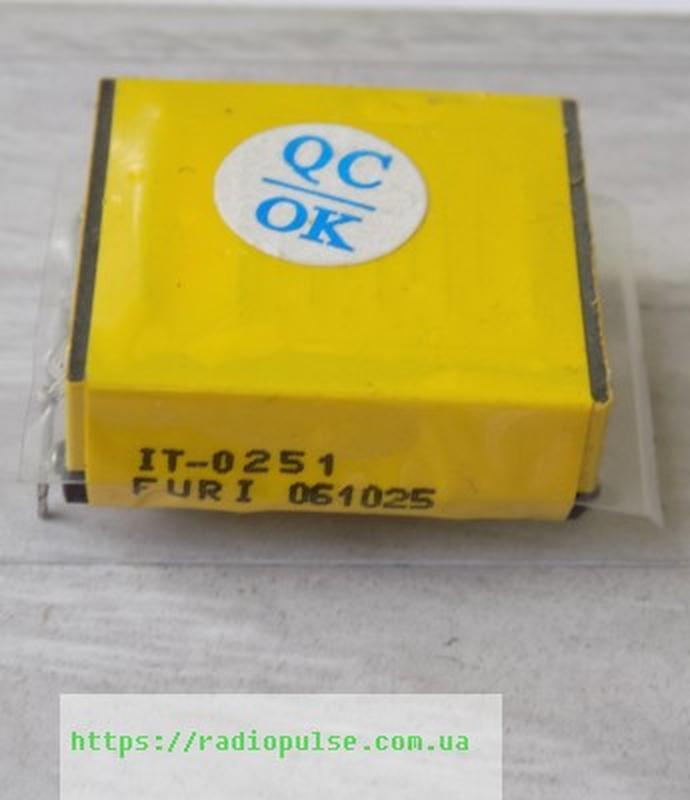 QC
OK
IT-0251
FURI 061025
https://radiopulse.com.ua